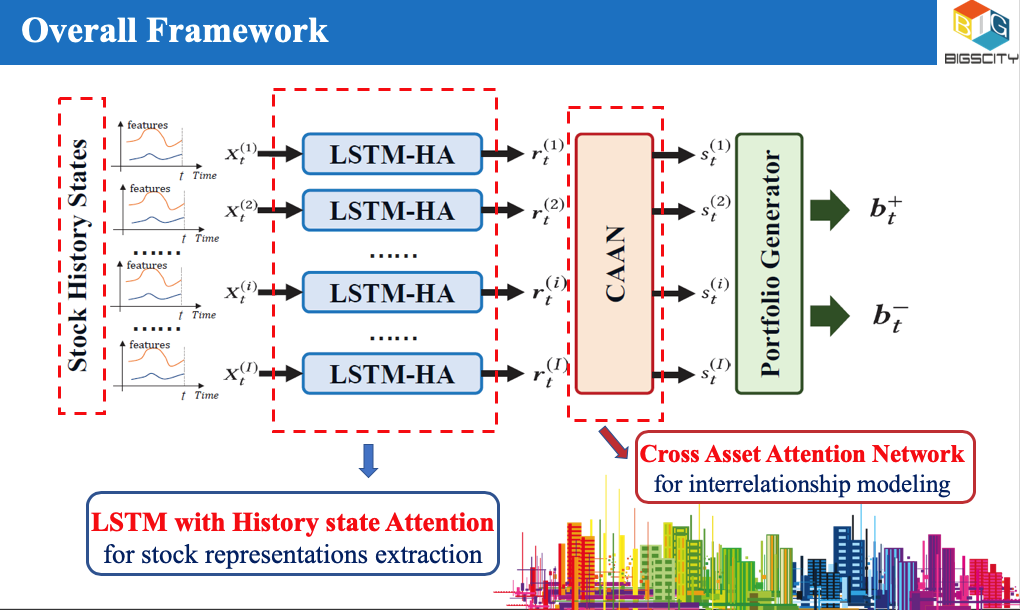 Overall Framework
BIG
BIGSCITY
Stock History States
features
t Time
features
t Time
......
features
t Time
......
features
t Time
x_t^(1)
x_t^(2)
x_t^(i)
x_t^(I)
LSTM-HA
LSTM-HA
......
LSTM-HA
......
LSTM-HA
r_t^(1)
r_t^(2)
r_t^(i)
r_t^(I)
CAAN
s_t^(1)
s_t^(2)
s_t^(i)
s_t^(I)
Portfolio Generator
b_t^+
b_t^−
Cross Asset Attention Network
for interrelationship modeling
LSTM with History state Attention
for stock representations extraction